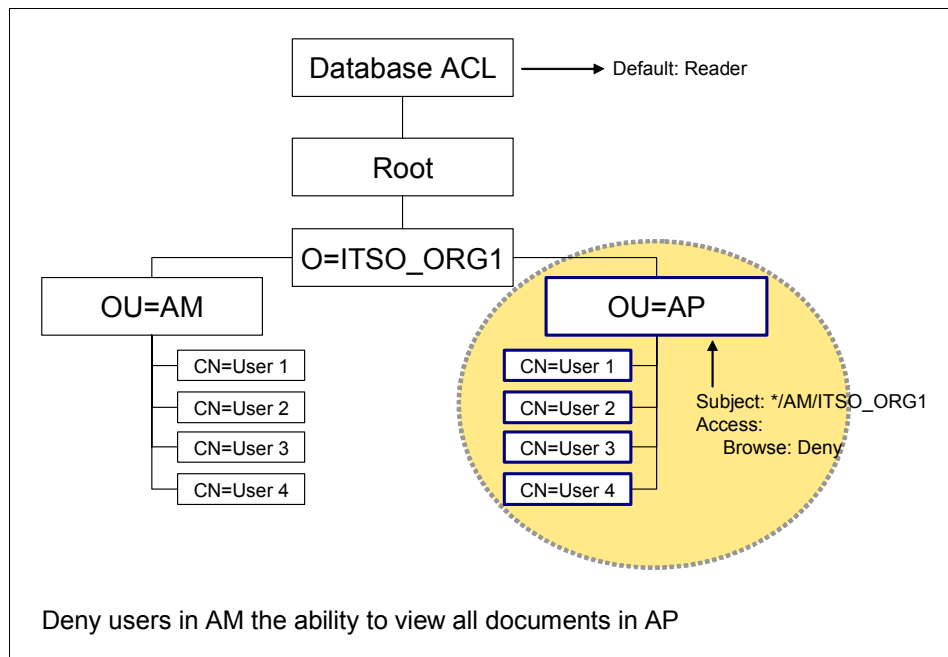 Database ACL
Default: Reader
Root
O=ITSO_ORG1
OU=AM
OU=AP
CN=User 1
CN=User 2
CN=User 3
CN=User 4
CN=User 1
CN=User 2
CN=User 3
CN=User 4
Subject: */AM/ITSO_ORG1
Access:
Browse: Deny
Deny users in AM the ability to view all documents in AP